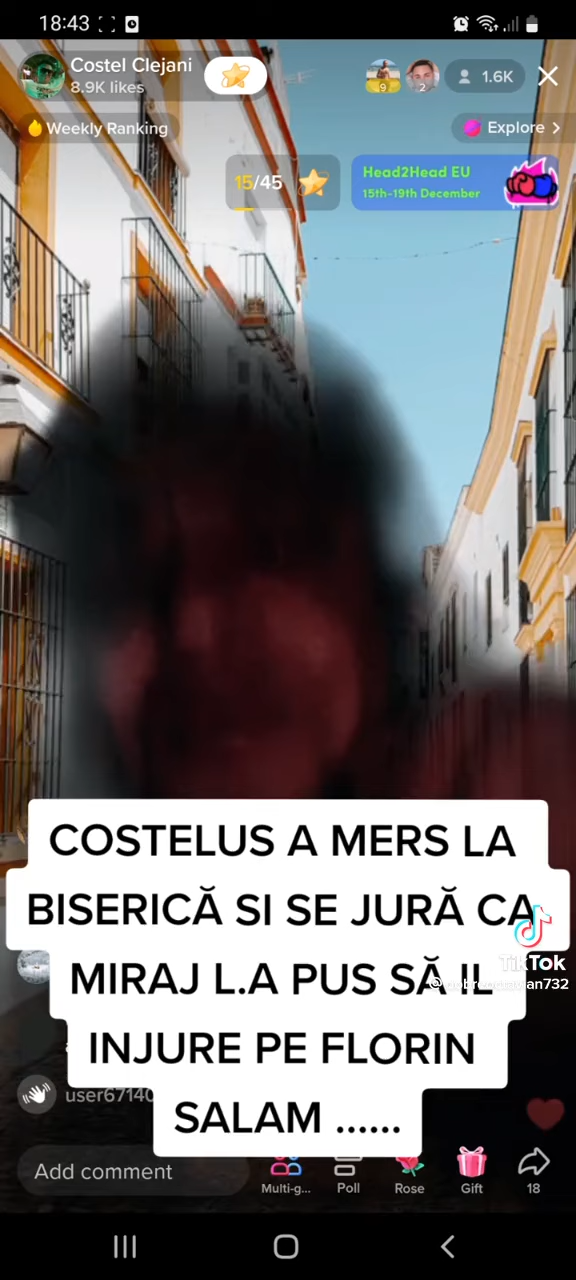 18:43
Costel Clejani
8.9K likes
9
2
1.6K
Weekly Ranking
Explore
15/45
Head2Head EU
15th-19th December
COSTELUS A MERS LA
BISERICĂ SI SE JURĂ CA
MIRAJ L.A PUS SĂ IL
INJURE PE FLORIN
SALAM ......
TikTok
user67140
Add comment
Multi-g...
Poll
Rose
Gift
18